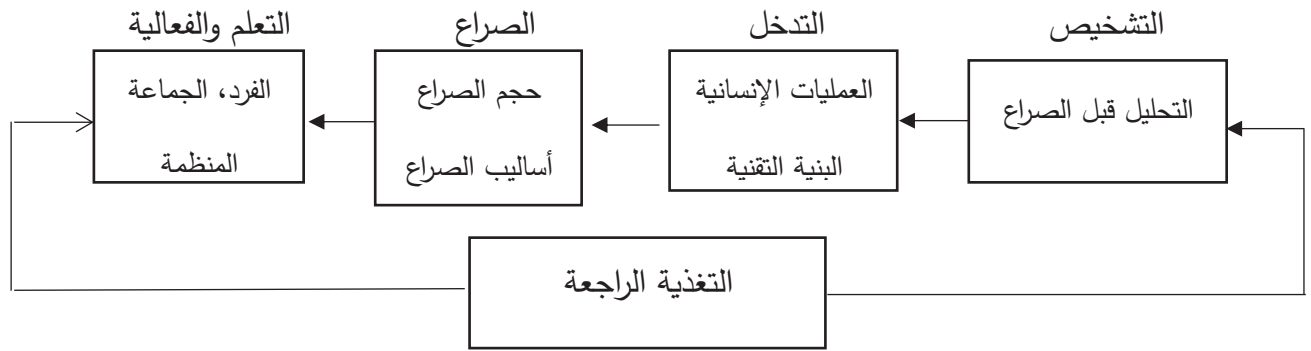 التشخيص
التحليل قبل الصراع
التدخل
العمليات الإنسانية
البنية التقنية
الصراع
حجم الصراع
أساليب الصراع
التعلم والفعالية
الفرد، الجماعة
المنظمة
التغذية الراجعة